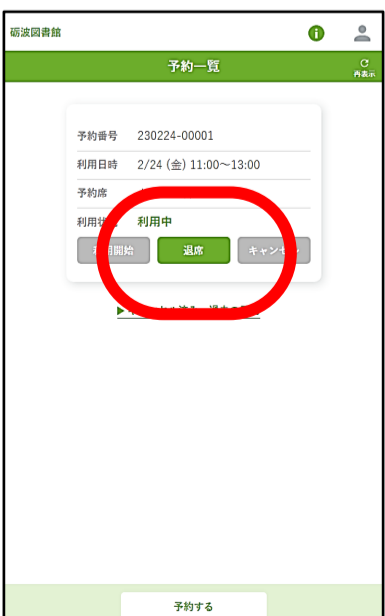 砺波図書館
予約一覧
再表示
予約番号 230224-00001
利用日時 2/24 (金) 11:00～13:00
予約席
利用中
退席
予約する